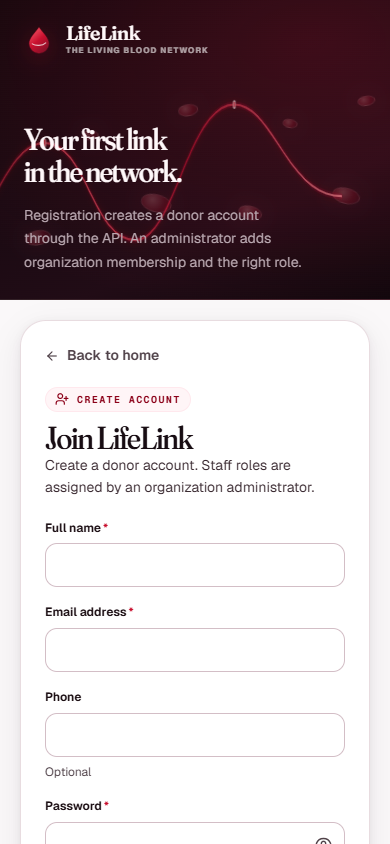 LifeLink
THE LIVING BLOOD NETWORK
Your first link
in the network.
Registration creates a donor account
through the API. An administrator adds
organization membership and the right role.
Back to home
CREATE ACCOUNT
Join LifeLink
Create a donor account. Staff roles are
assigned by an organization administrator.
Full name *
Email address *
Phone
Optional
Password *